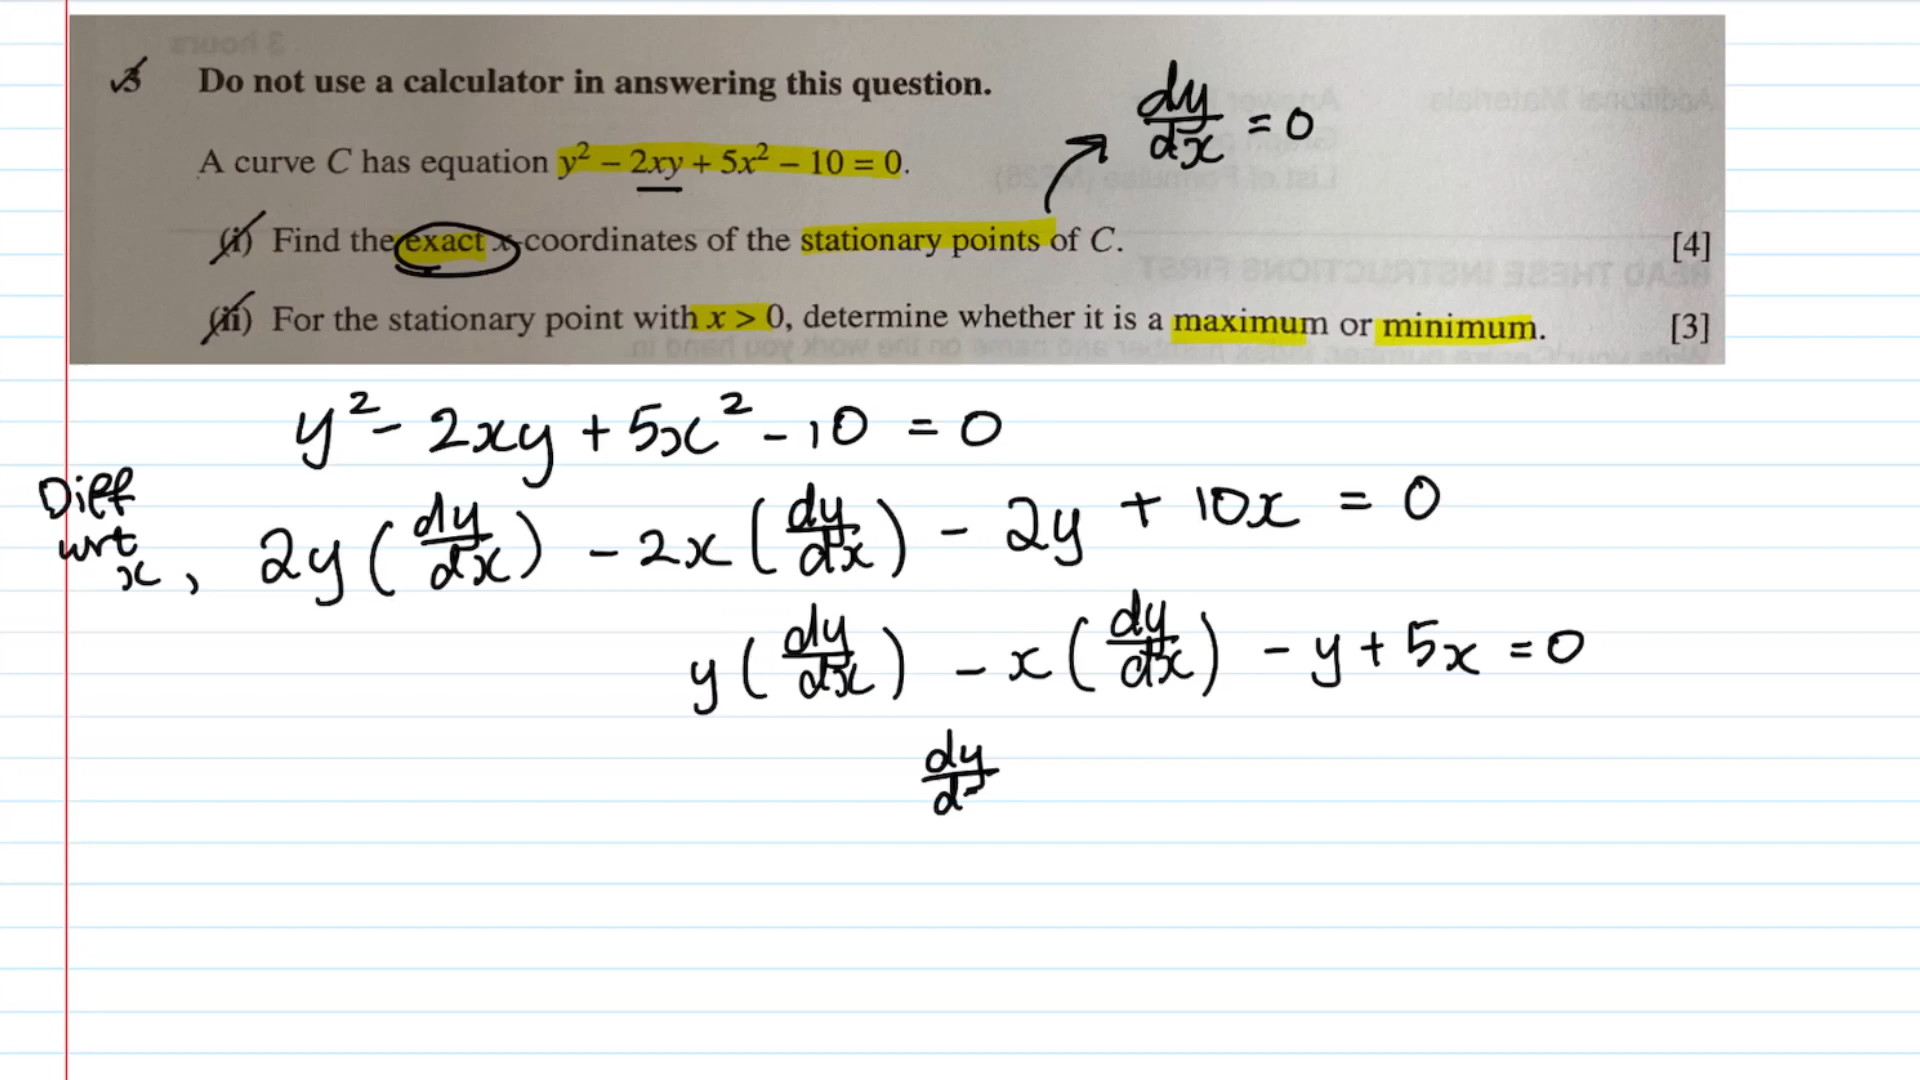 3 Do not use a calculator in answering this question.
dy/dx = 0
A curve C has equation y² – 2xy + 5x² – 10 = 0.
(i) Find the exact x-coordinates of the stationary points of C. [4]
(ii) For the stationary point with x > 0, determine whether it is a maximum or minimum. [3]
y² - 2xy + 5x² - 10 = 0
Diff wrt x, 2y(dy/dx) - 2x(dy/dx) - 2y + 10x = 0
y(dy/dx) - x(dy/dx) - y + 5x = 0
dy/d